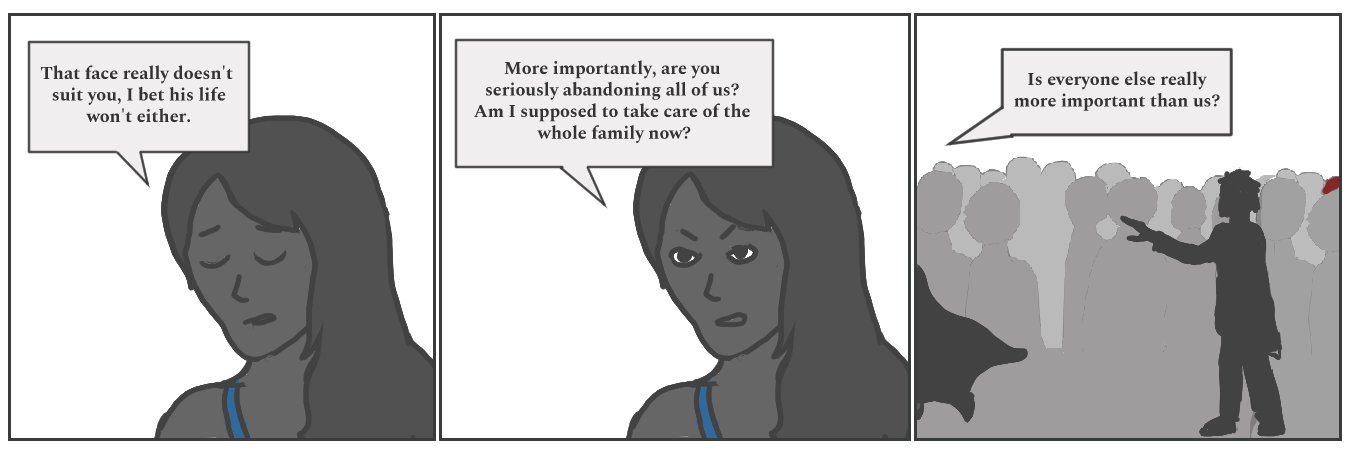 That face really doesn't
suit you, I bet his life
won't either.
More importantly, are you
seriously abandoning all of us?
Am I supposed to take care of the
whole family now?
Is everyone else really
more important than us?